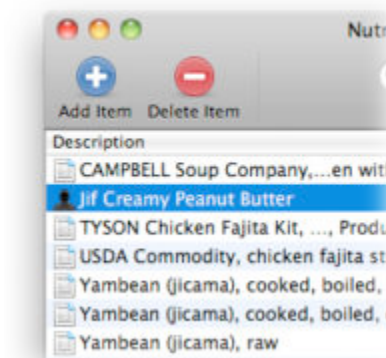 Nutr
Add Item Delete Item
Description
CAMPBELL Soup Company,...en wit
Jif Creamy Peanut Butter
TYSON Chicken Fajita Kit, ..., Produ
USDA Commodity, chicken fajita st
Yambean (jicama), cooked, boiled,
Yambean (jicama), cooked, boiled,
Yambean (jicama), raw